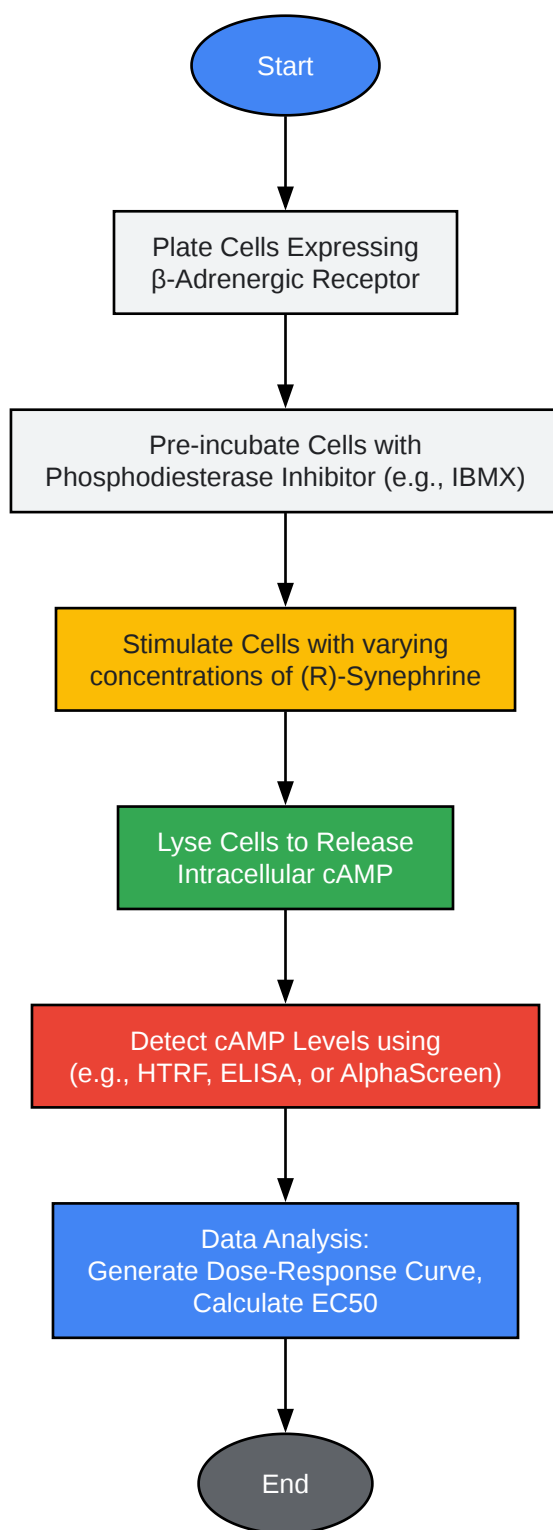 Start
Plate Cells Expressing
β-Adrenergic Receptor
Pre-incubate Cells with
Phosphodiesterase Inhibitor (e.g., IBMX)
Stimulate Cells with varying
concentrations of (R)-Synephrine
Lyse Cells to Release
Intracellular cAMP
Detect cAMP Levels using
(e.g., HTRF, ELISA, or AlphaScreen)
Data Analysis:
Generate Dose-Response Curve,
Calculate EC50
End